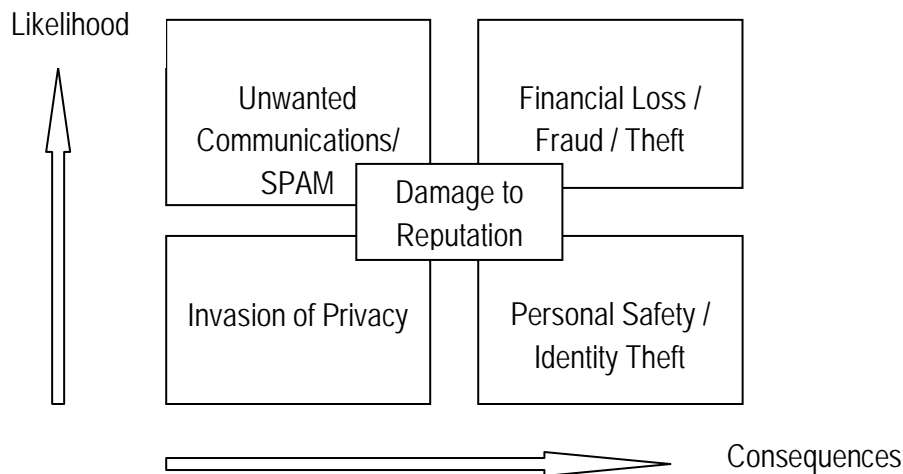 Likelihood
Unwanted
Communications/
SPAM
Financial Loss /
Fraud / Theft
Damage to
Reputation
Invasion of Privacy
Personal Safety /
Identity Theft
Consequences